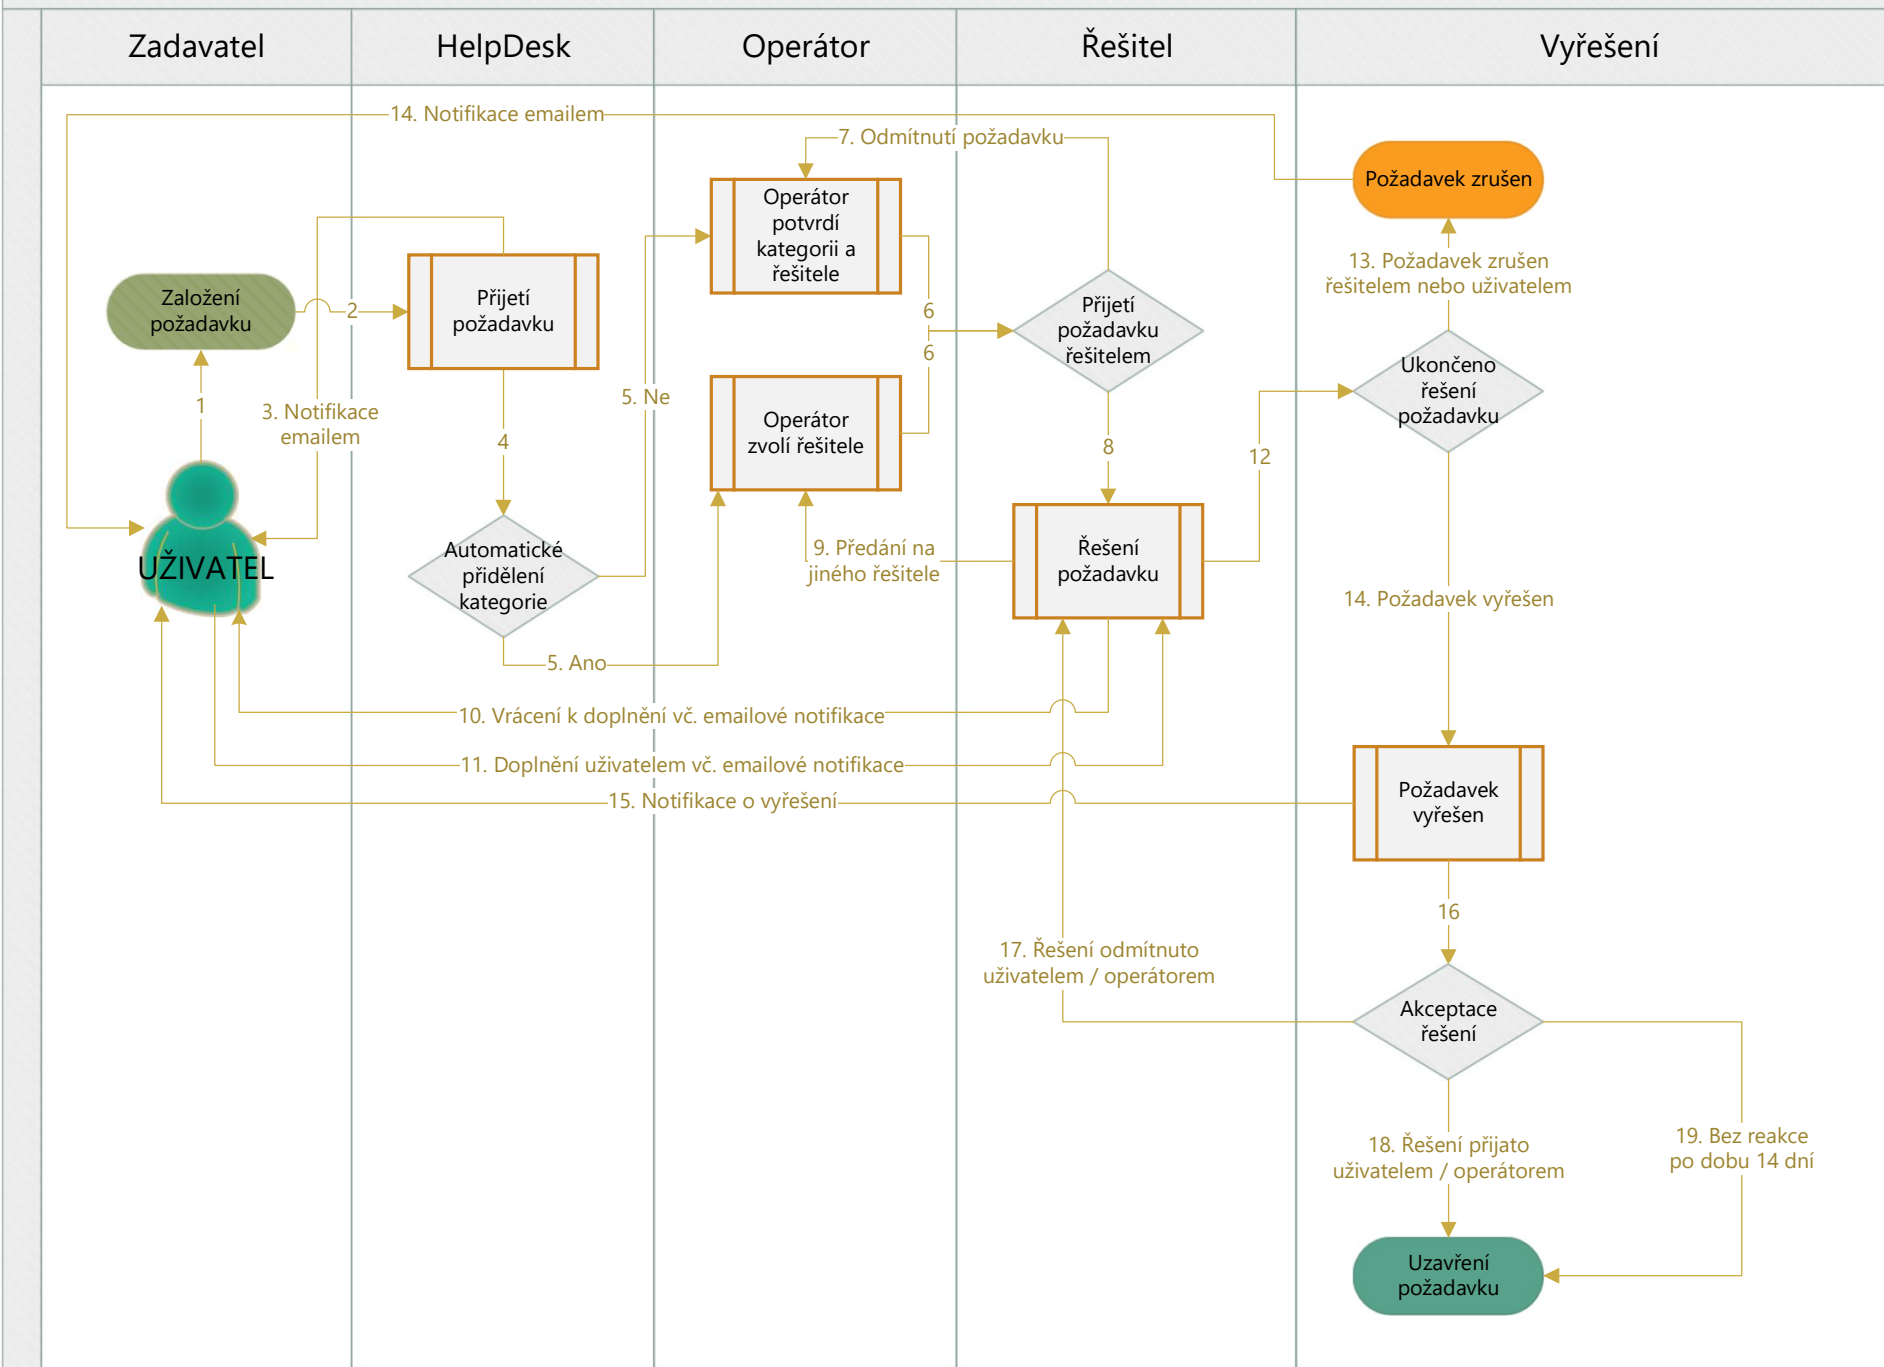 Zadavatel
HelpDesk
Operátor
Řešitel
Vyřešení
14. Notifikace emailem
7. Odmítnutí požadavku
Požadavek zrušen
Operátor
potvrdí
kategorii a
řešitele
13. Požadavek zrušen
řešitelem nebo uživatelem
Založení
požadavku
2
Přijetí
požadavku
6
6
Přijetí
požadavku
řešitelem
Ukončeno
řešení
požadavku
1
3. Notifikace
emailem
4
5. Ne
Operátor
zvolí řešitele
8
12
UŽIVATEL
Automatické
přidělení
kategorie
9. Předání na
jiného řešitele
Řešení
požadavku
14. Požadavek vyřešen
5. Ano
10. Vrácení k doplnění vč. emailové notifikace
11. Doplnění uživatelem vč. emailové notifikace
15. Notifikace o vyřešení
Požadavek
vyřešen
16
17. Řešení odmítnuto
uživatelem / operátorem
Akceptace
řešení
18. Řešení přijato
uživatelem / operátorem
19. Bez reakce
po dobu 14 dní
Uzavření
požadavku